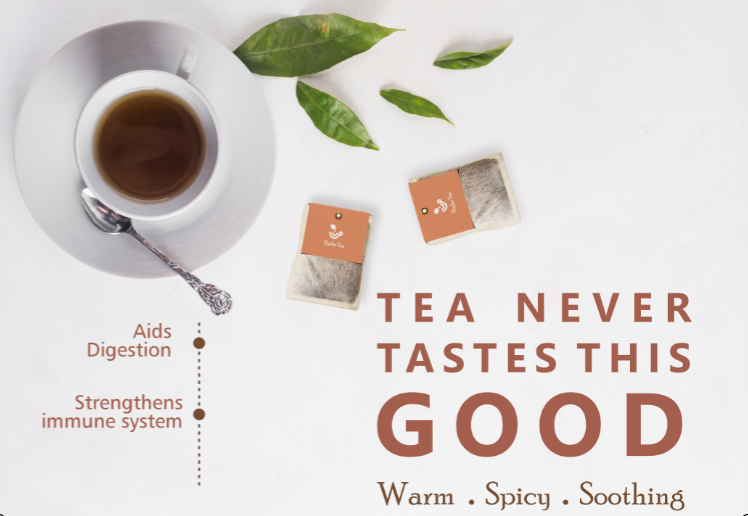 TEA NEVER
TASTES THIS
GOOD
Warm . Spicy . Soothing
Aids
Digestion
Strengthens
immune system